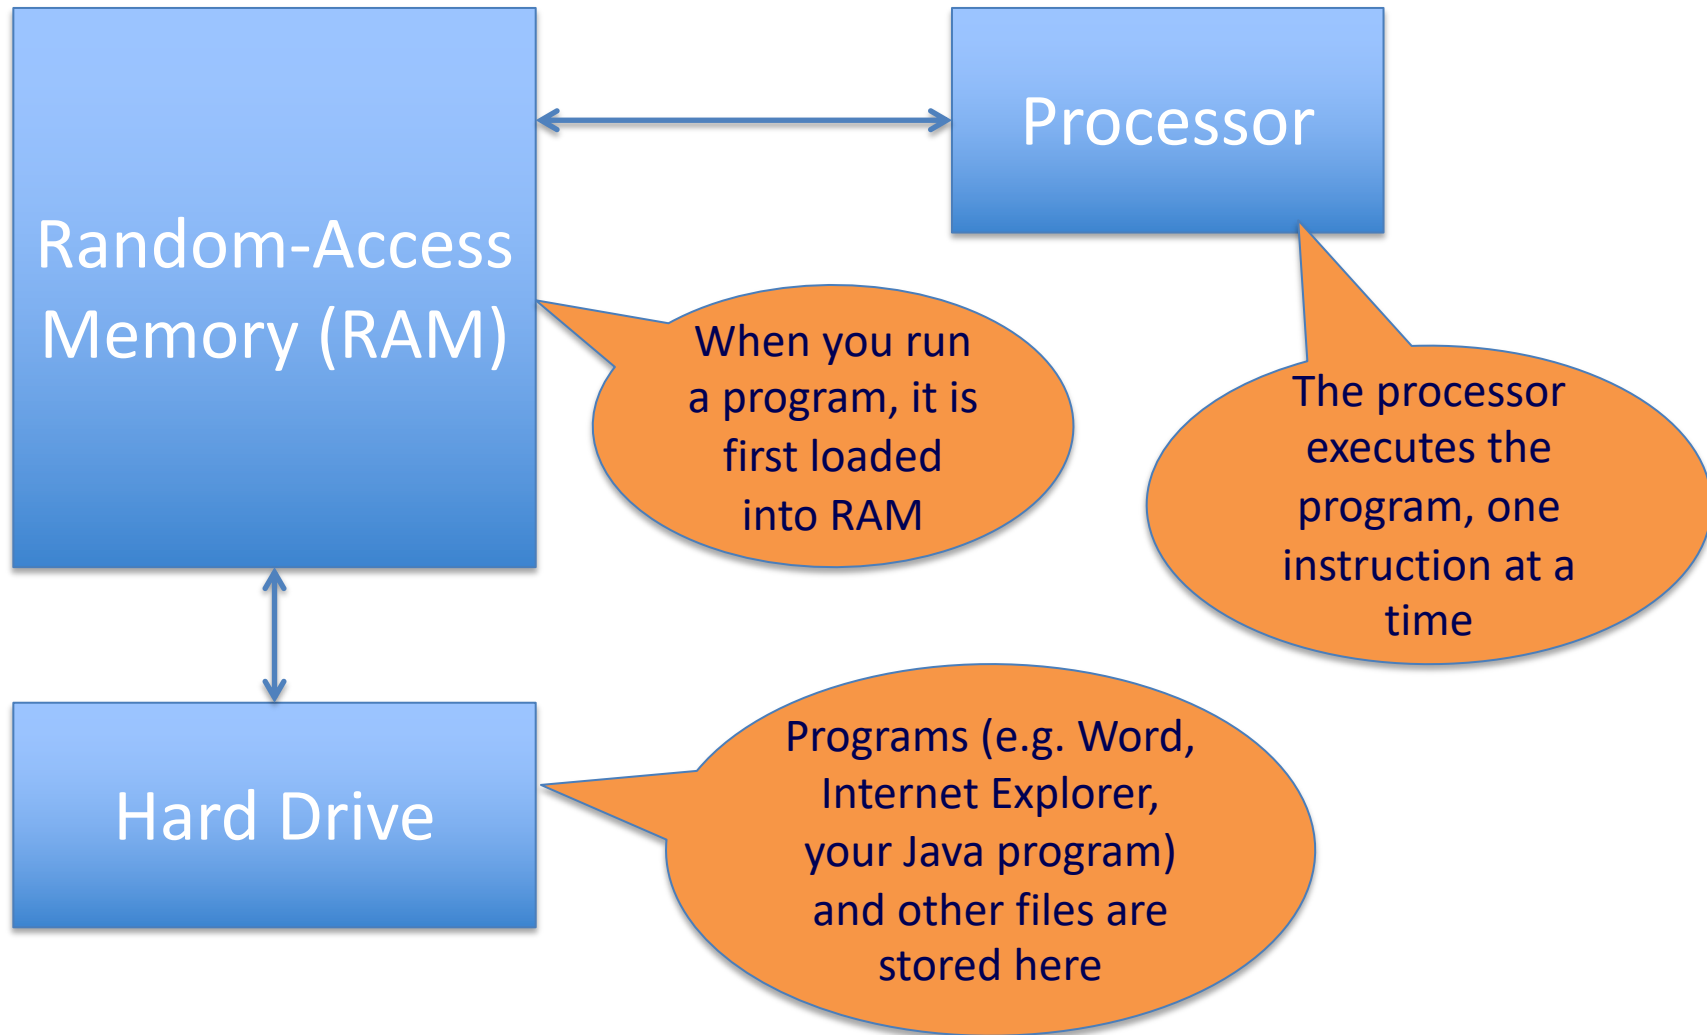 Random-Access
Memory (RAM)
Processor
When you run
a program, it is
first loaded
into RAM
The processor
executes the
program, one
instruction at a
time
Hard Drive
Programs (e.g. Word,
Internet Explorer,
your Java program)
and other files are
stored here